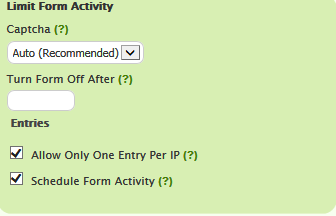 Limit Form Activity
Captcha (?)
Auto (Recommended)
Turn Form Off After (?)
Entries
Allow Only One Entry Per IP (?)
Schedule Form Activity (?)